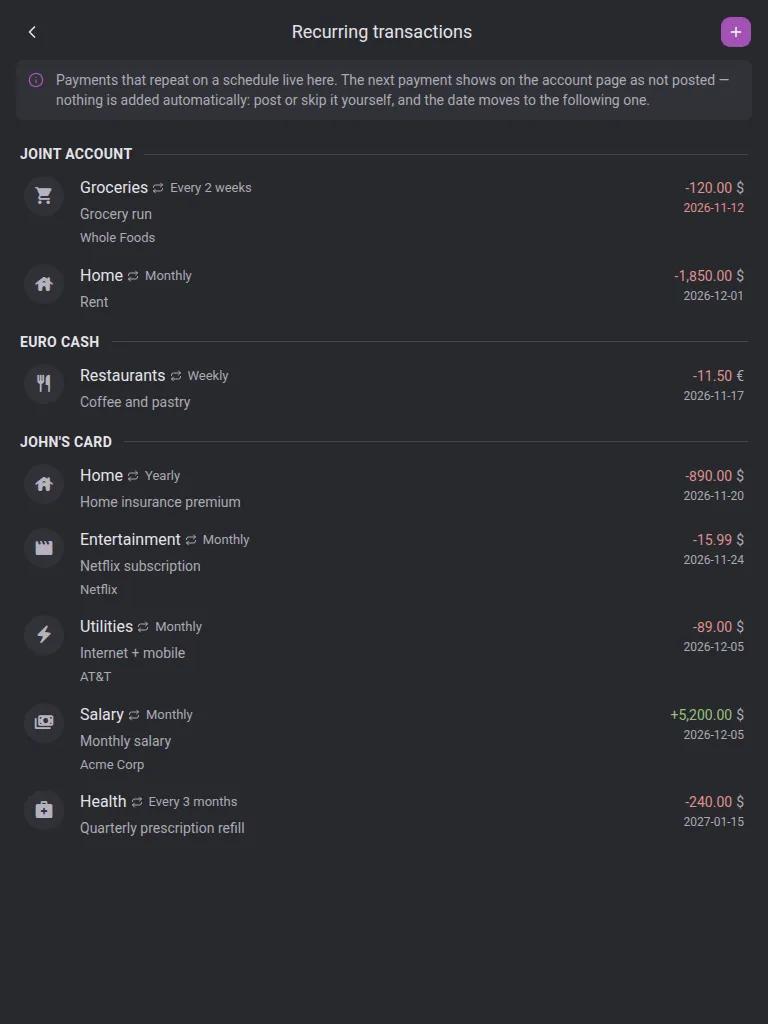 Recurring transactions
Payments that repeat on a schedule live here. The next payment shows on the account page as not posted —
nothing is added automatically: post or skip it yourself, and the date moves to the following one.
JOINT ACCOUNT
Groceries Every 2 weeks -120.00 $
Grocery run 2026-11-12
Whole Foods
Home Monthly -1,850.00 $
Rent 2026-12-01
EURO CASH
Restaurants Weekly -11.50 €
Coffee and pastry 2026-11-17
JOHN'S CARD
Home Yearly -890.00 $
Home insurance premium 2026-11-20
Entertainment Monthly -15.99 $
Netflix subscription 2026-11-24
Netflix
Utilities Monthly -89.00 $
Internet + mobile 2026-12-05
AT&T
Salary Monthly +5,200.00 $
Monthly salary 2026-12-05
Acme Corp
Health Every 3 months -240.00 $
Quarterly prescription refill 2027-01-15